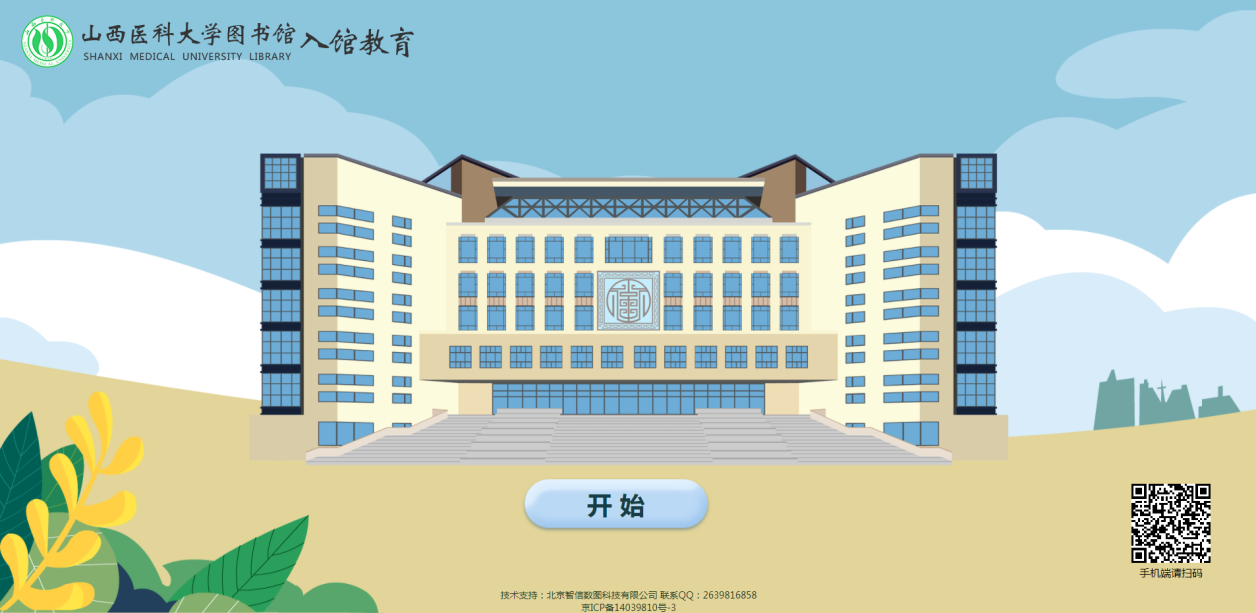 山西医科大学图书馆 入馆教育
SHANXI MEDICAL UNIVERSITY LIBRARY
开始
手机端请扫码
技术支持：北京智信数图科技有限公司 联系QQ：2639816858
京ICP备14039810号-3